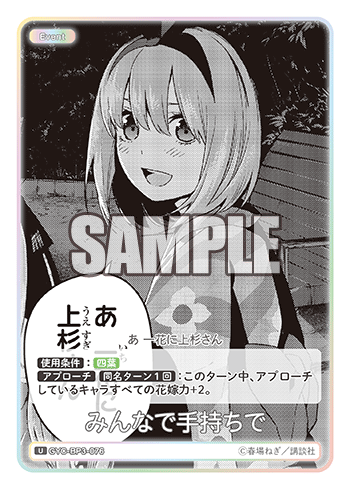 Event
SAMPLE
あ
上杉
うえすぎ
あ 一花に上杉さん
使用条件：四葉
アプローチ 同名ターン1回：このターン中、アプローチ
しているキャラすべての花嫁力+2。
みんなで手持ちで
U GYC-BP3-076
©春場ねぎ／講談社